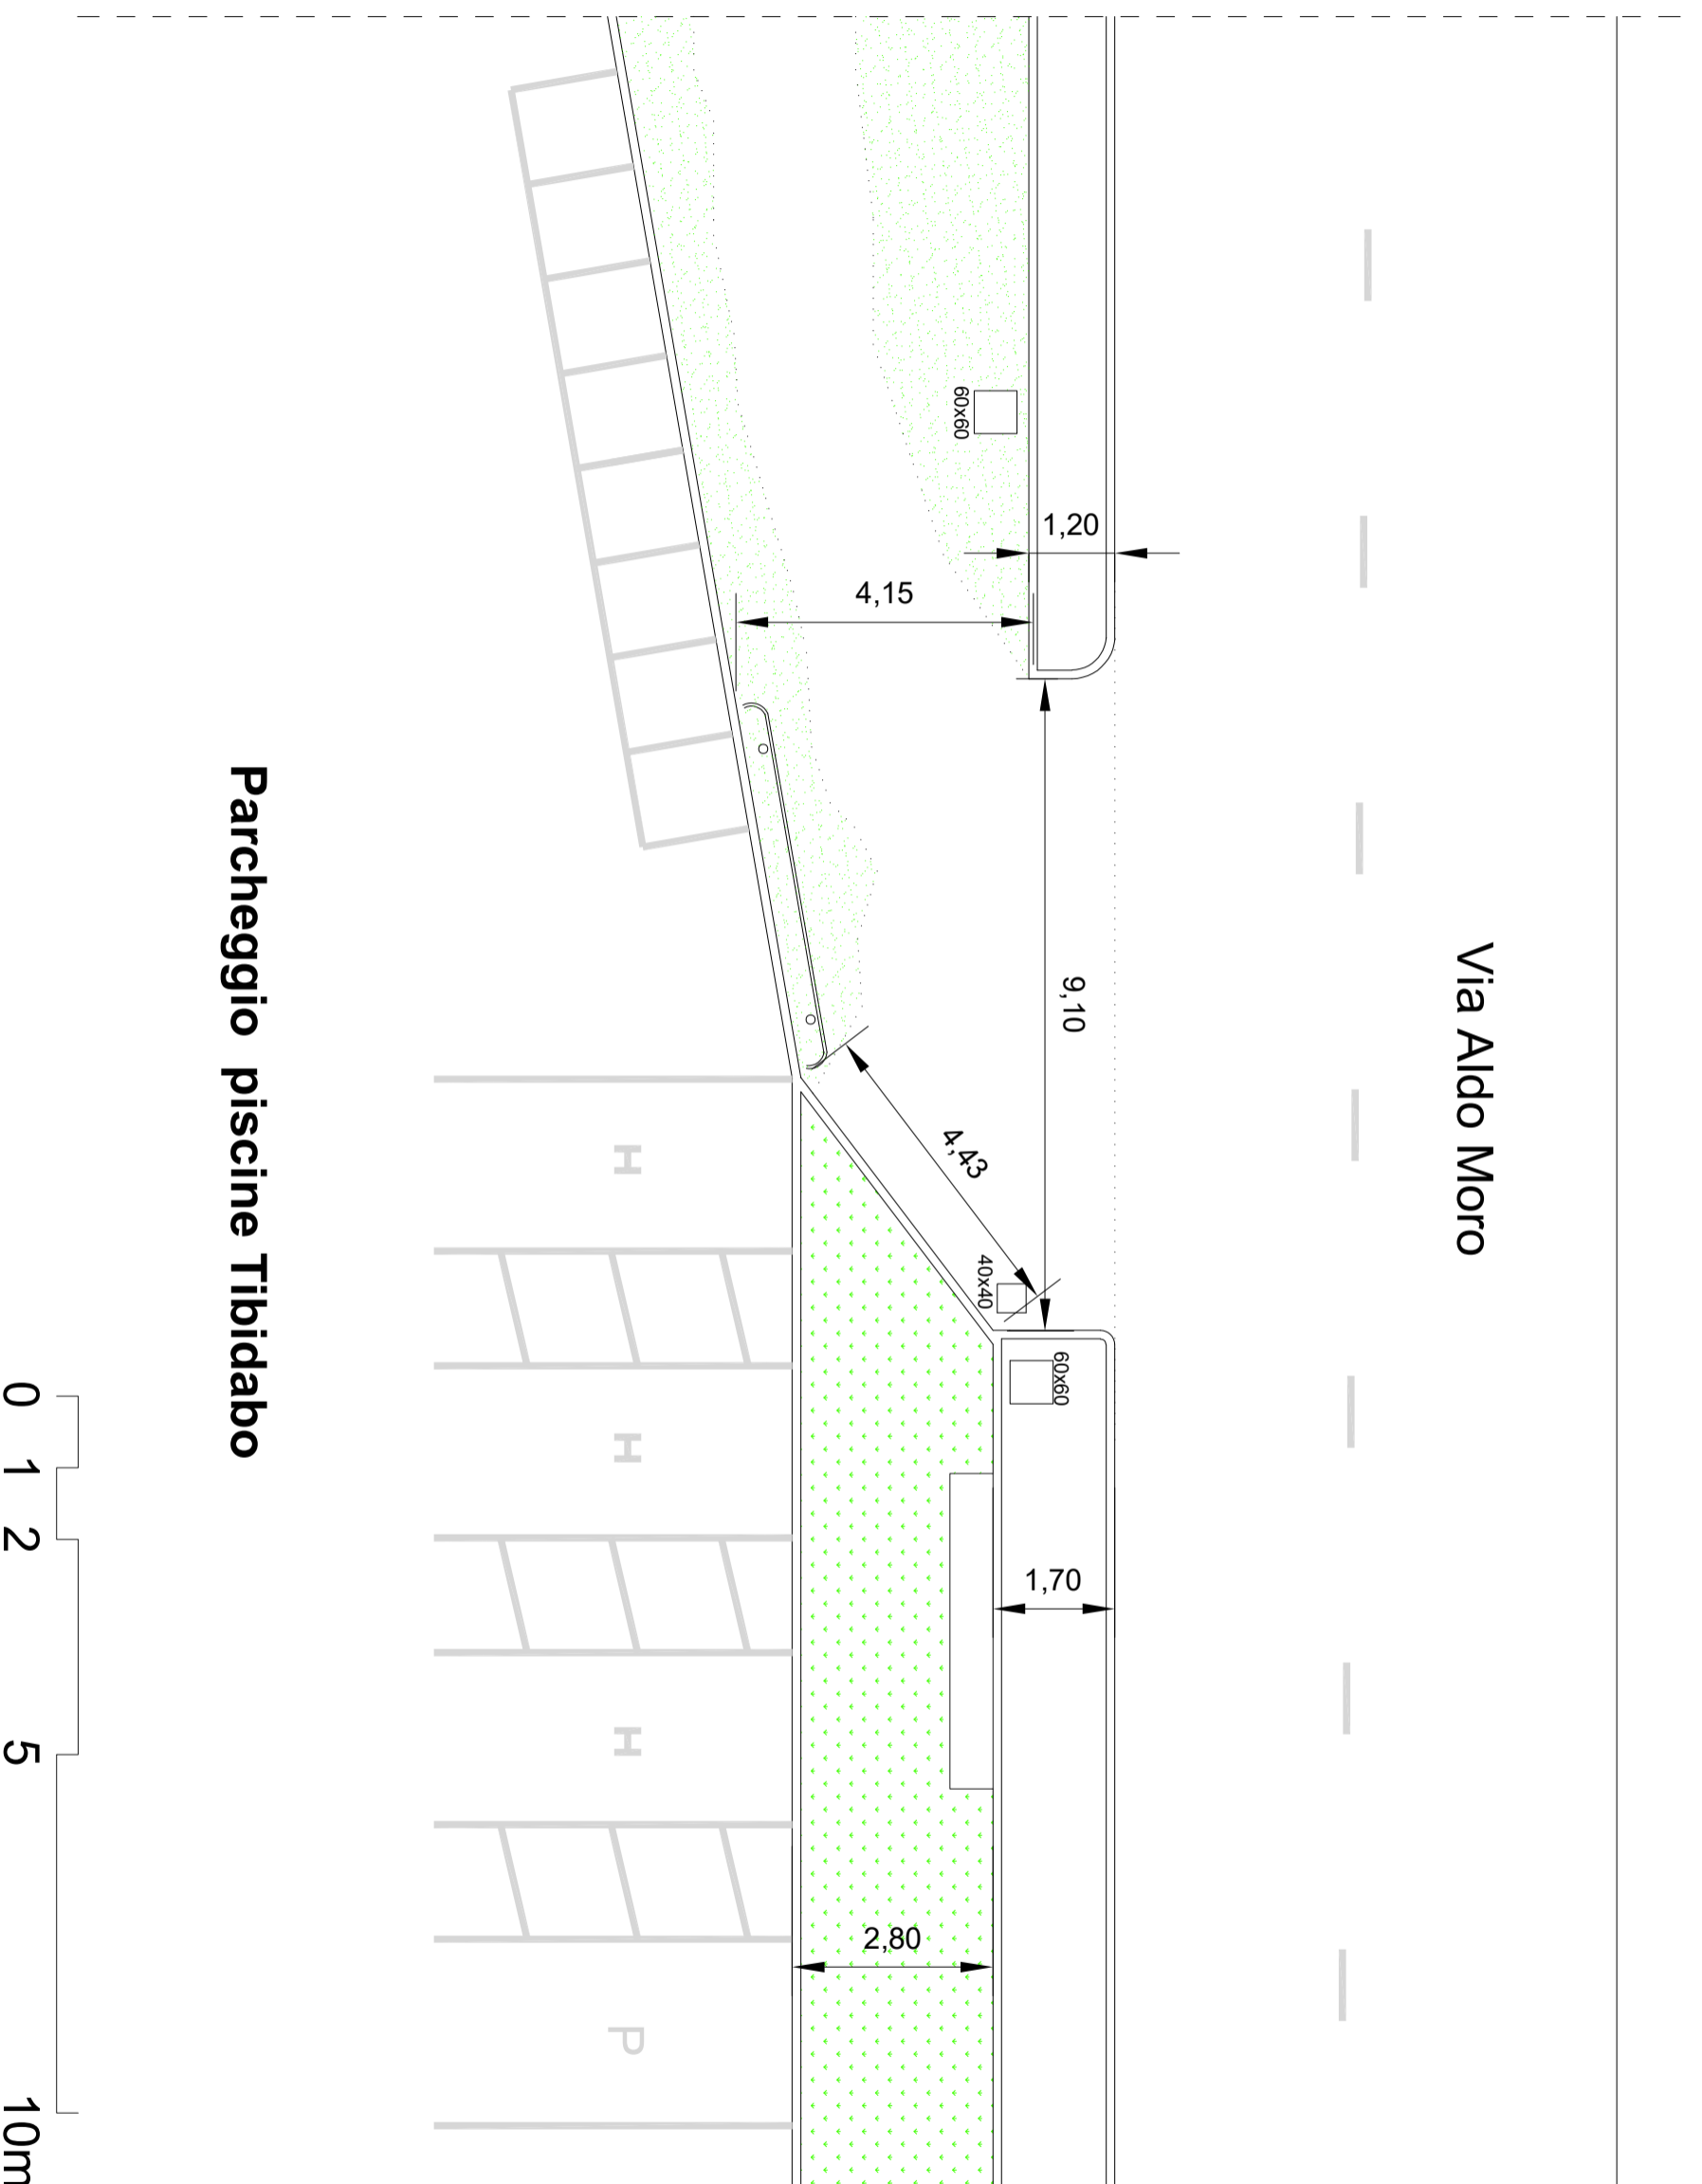 Via Aldo Moro
1,20
4,15
60x60
9,10
4,43
40x40
60x60
1,70
2,80
H
H
H
P
Parcheggio piscine Tibidabo
0 1 2 5 10m